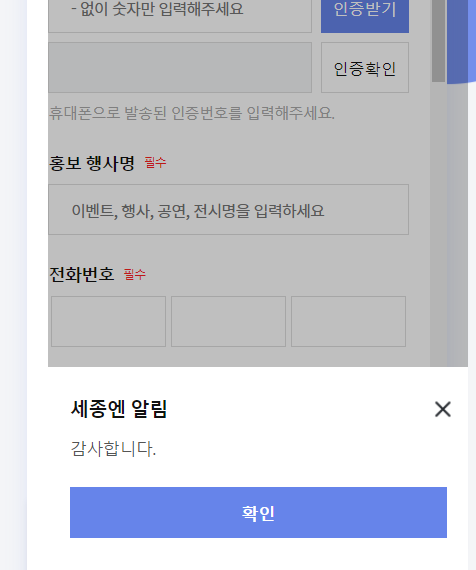 - 없이 숫자만 입력해주세요
인증받기
인증확인
휴대폰으로 발송된 인증번호를 입력해주세요.
홍보 행사명 필수
이벤트, 행사, 공연, 전시명을 입력하세요
전화번호 필수
세종엔 알림
감사합니다.
확인